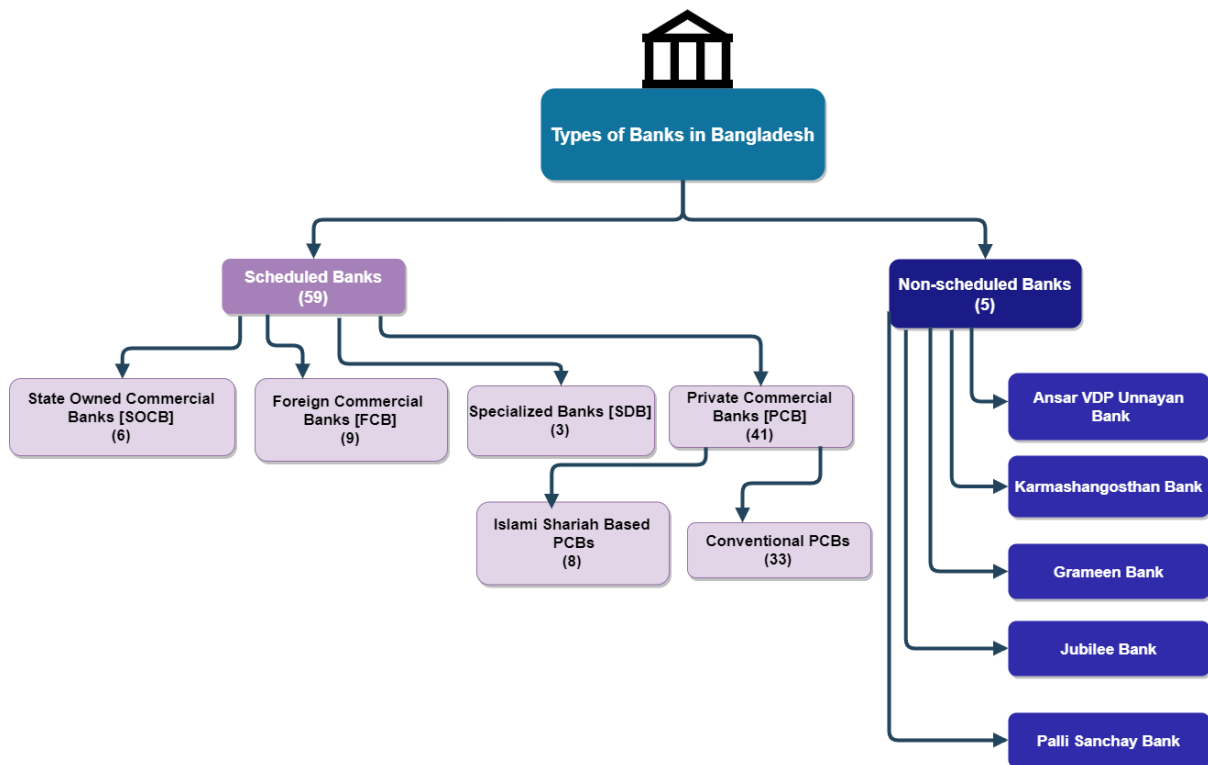 Types of Banks in Bangladesh
Scheduled Banks
(59)
Non-scheduled Banks
(5)
State Owned Commercial
Banks [SOCB]
(6)
Foreign Commercial
Banks [FCB]
(9)
Specialized Banks [SDB]
(3)
Private Commercial
Banks [PCB]
(41)
Islami Shariah Based
PCBs
(8)
Conventional PCBs
(33)
Ansar VDP Unnayan
Bank
Karmashangosthan Bank
Grameen Bank
Jubilee Bank
Palli Sanchay Bank